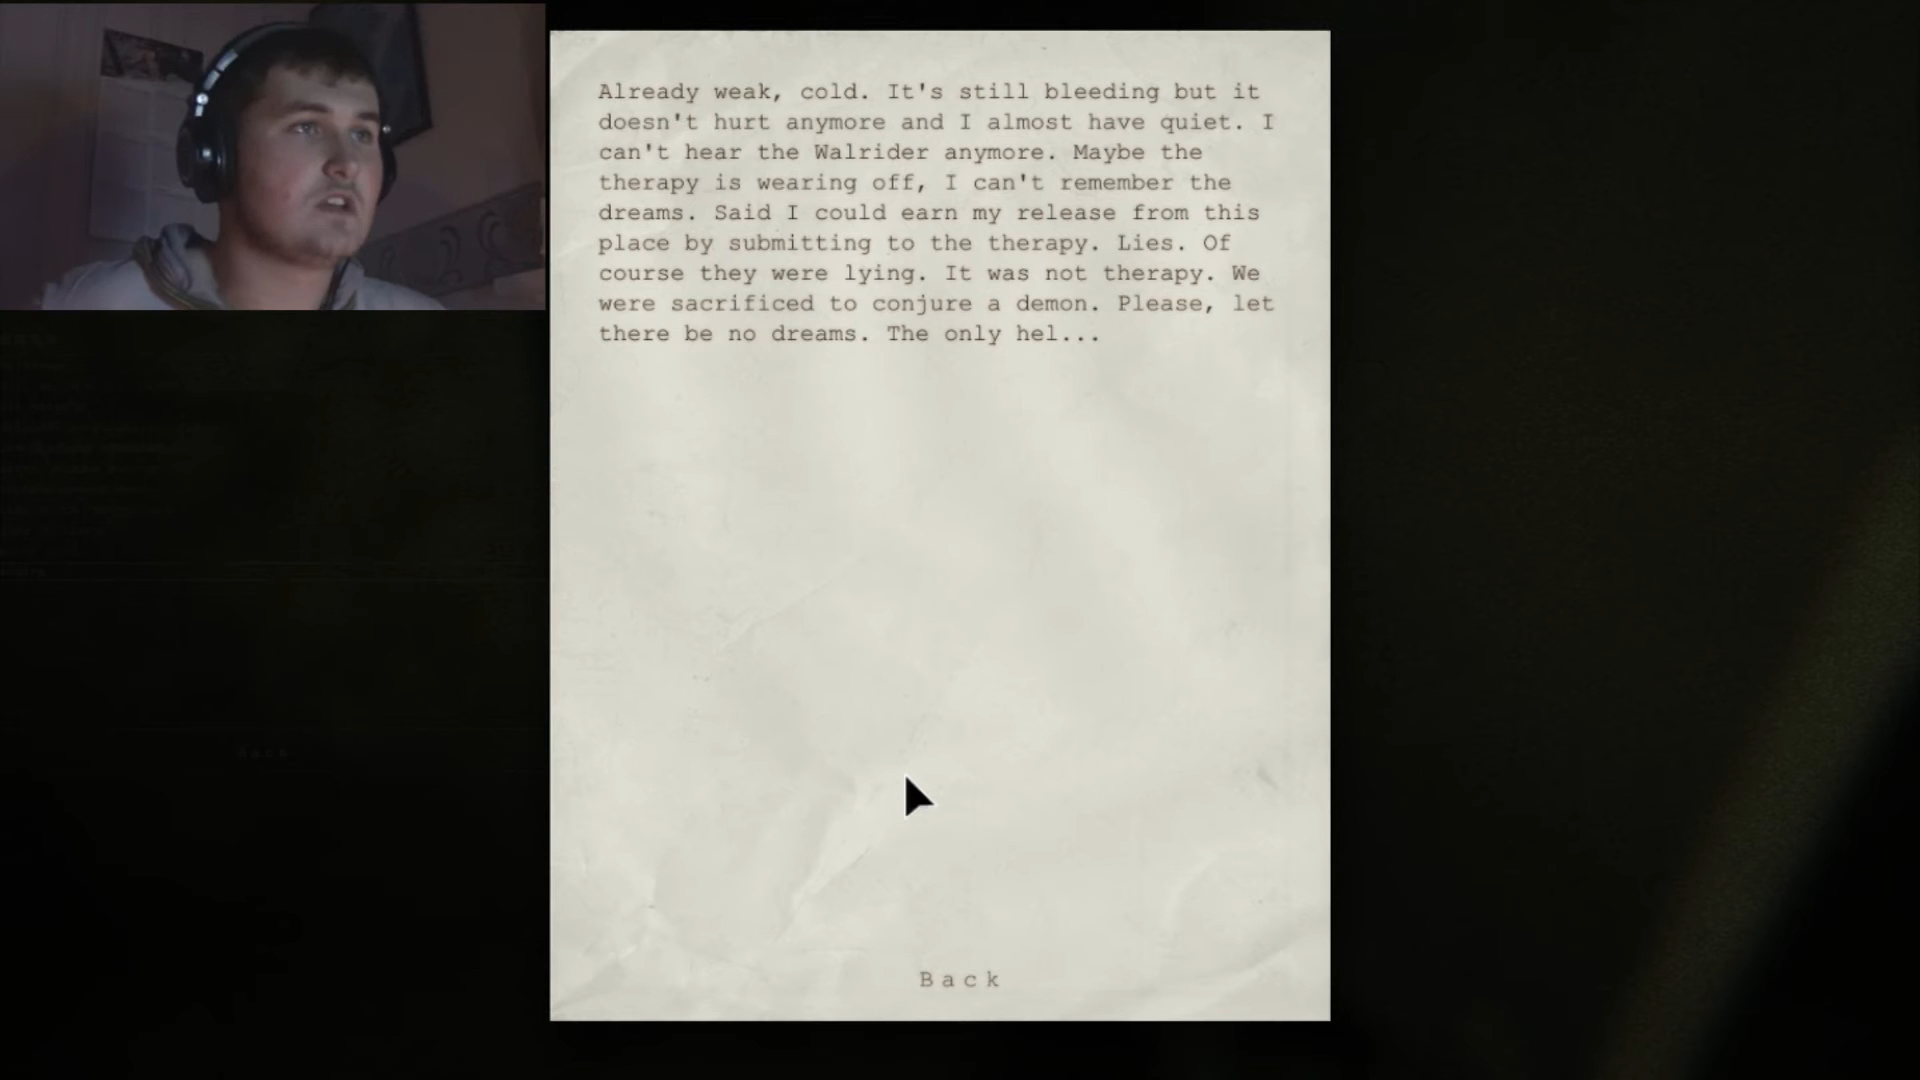 Already weak, cold. It's still bleeding but it
doesn't hurt anymore and I almost have quiet. I
can't hear the Walrider anymore. Maybe the
therapy is wearing off, I can't remember the
dreams. Said I could earn my release from this
place by submitting to the therapy. Lies. Of
course they were lying. It was not therapy. We
were sacrificed to conjure a demon. Please, let
there be no dreams. The only hel...
Back